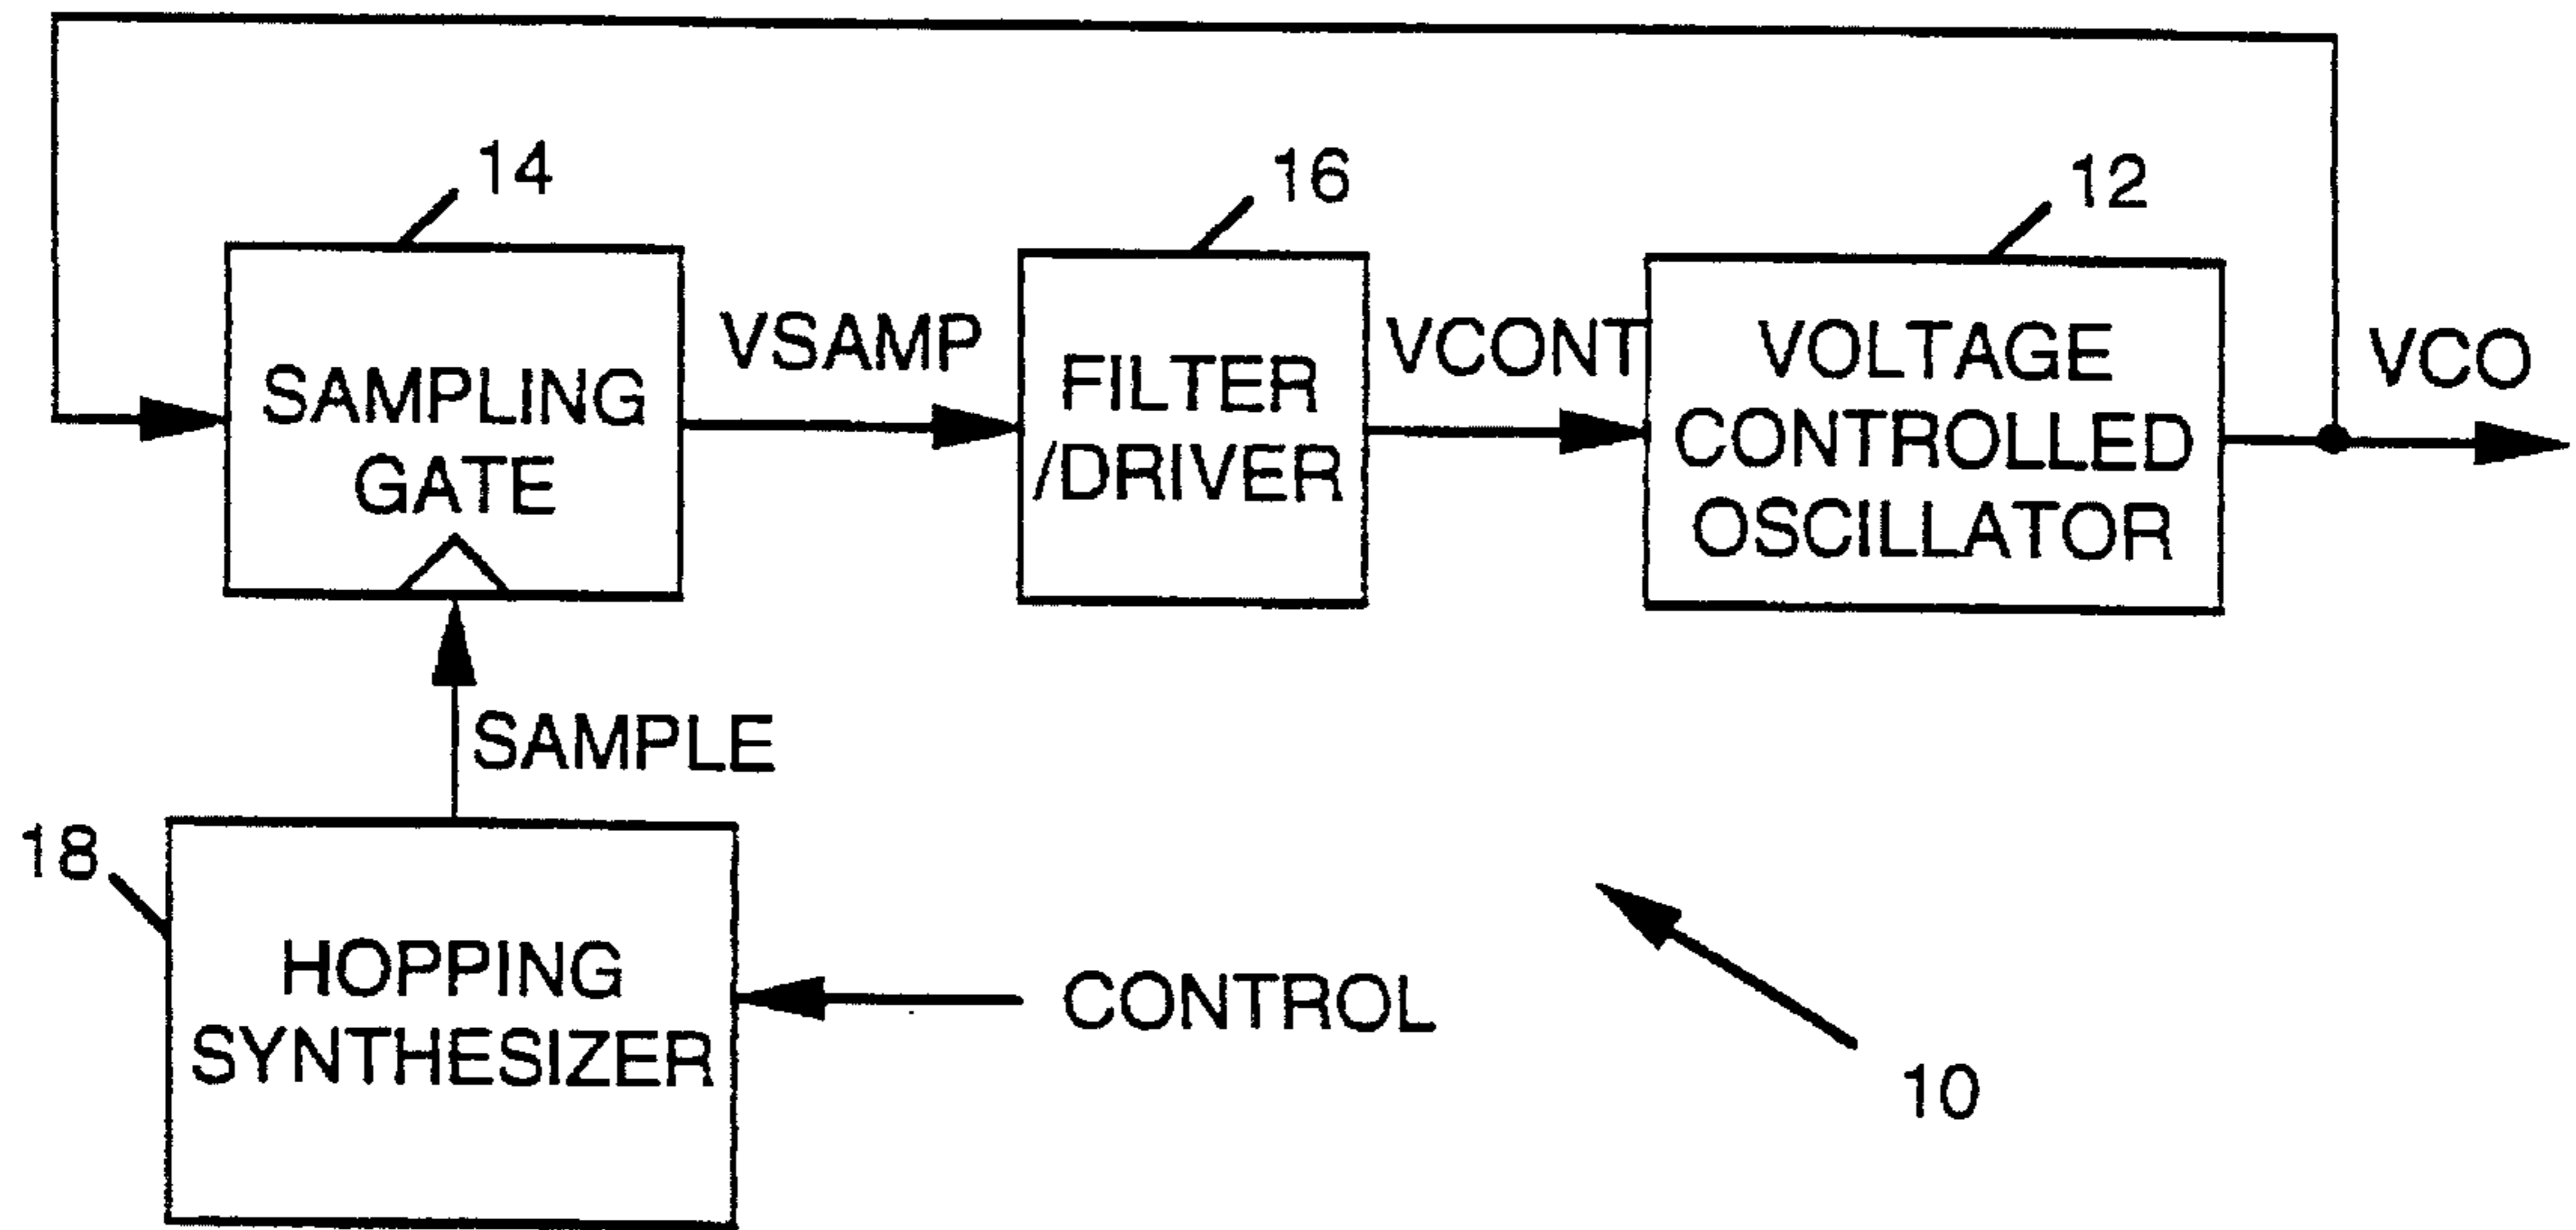 14
16
12
SAMPLING
GATE
VSAMP
FILTER
/DRIVER
VCONT
VOLTAGE
CONTROLLED
OSCILLATOR
VCO
SAMPLE
18
HOPPING
SYNTHESIZER
CONTROL
10